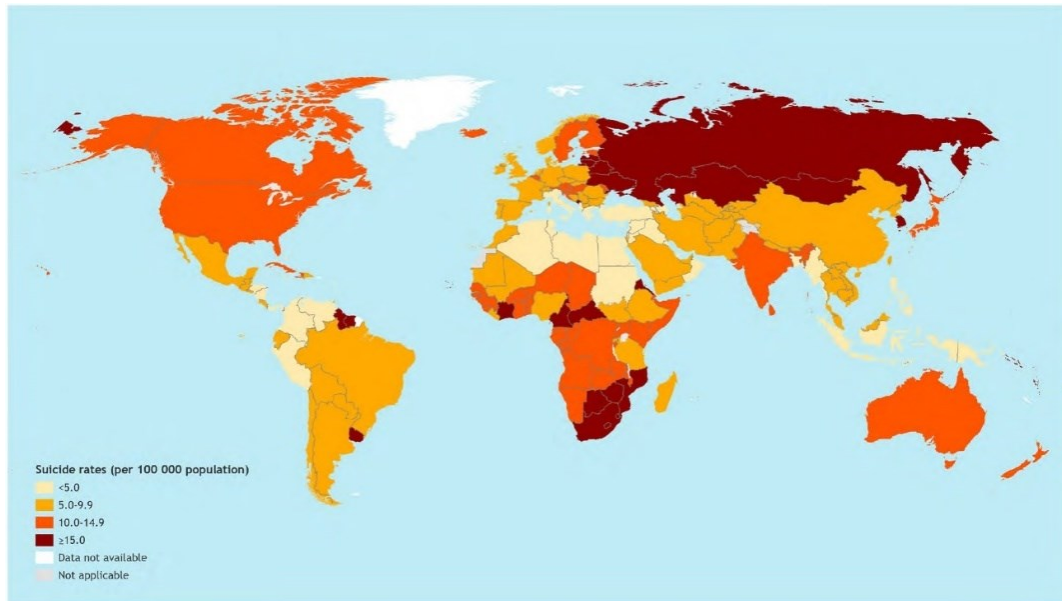 Suicide rates (per 100 000 population)
<5.0
5.0-9.9
10.0-14.9
≥15.0
Data not available
Not applicable